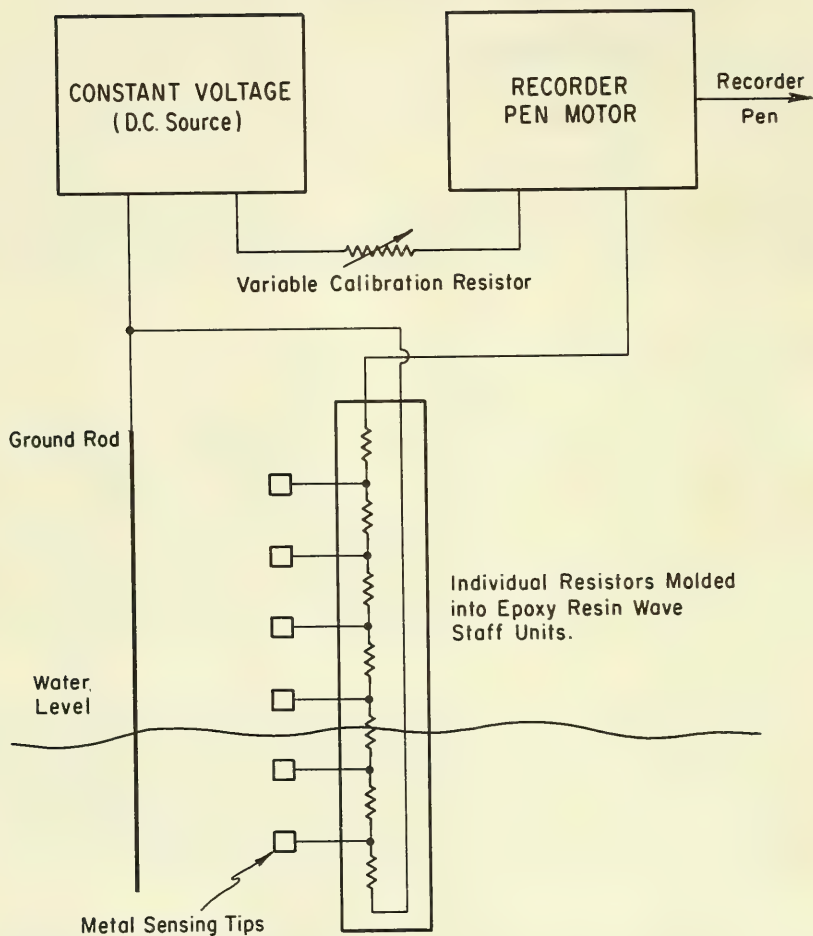 CONSTANT VOLTAGE
(D.C. Source)
RECORDER
PEN MOTOR
Recorder
Pen
Variable Calibration Resistor
Ground Rod
Individual Resistors Molded
into Epoxy Resin Wave
Staff Units.
Water
Level
Metal Sensing Tips